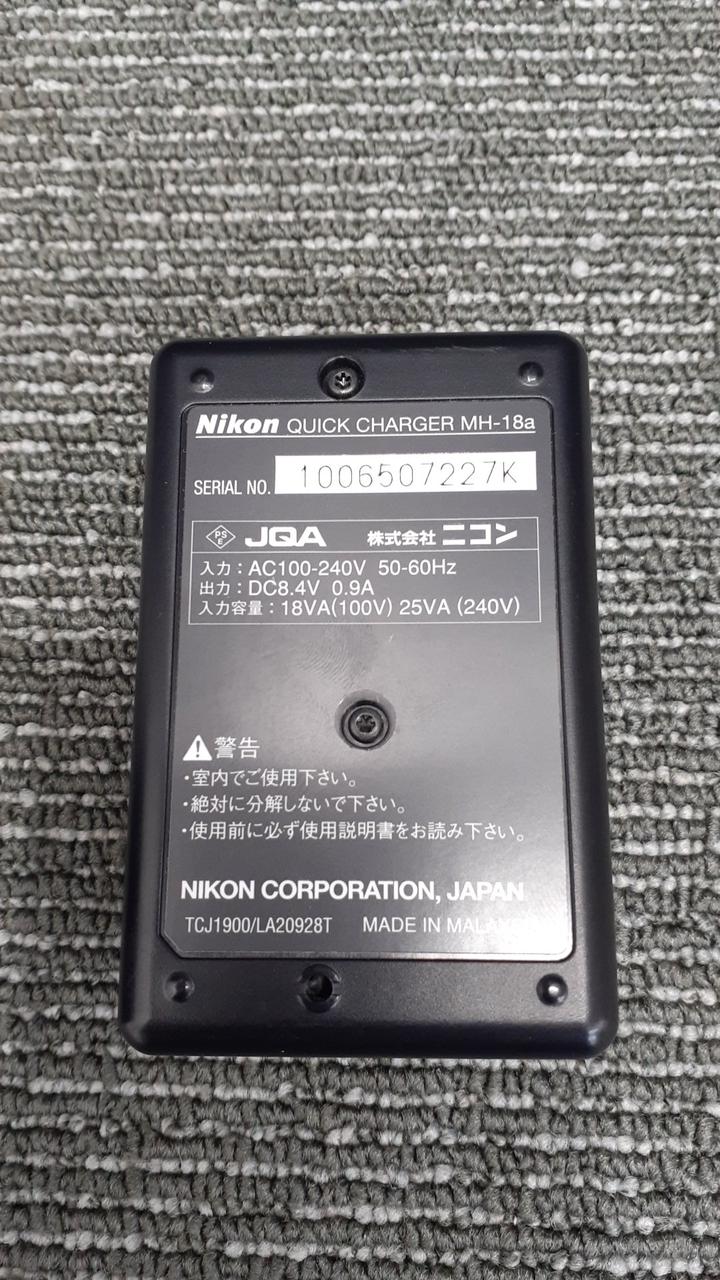 Nikon QUICK CHARGER MH-18a
SERIAL NO. 1006507227K
PS E JQA 株式会社 ニコン
入力：AC100-240V 50-60Hz
出力：DC8.4V 0.9A
入力容量：18VA(100V) 25VA (240V)
警告
・室内でご使用下さい。
・絶対に分解しないで下さい。
・使用前に必ず使用説明書をお読み下さい。
NIKON CORPORATION, JAPAN
TCJ1900/LA20928T MADE IN